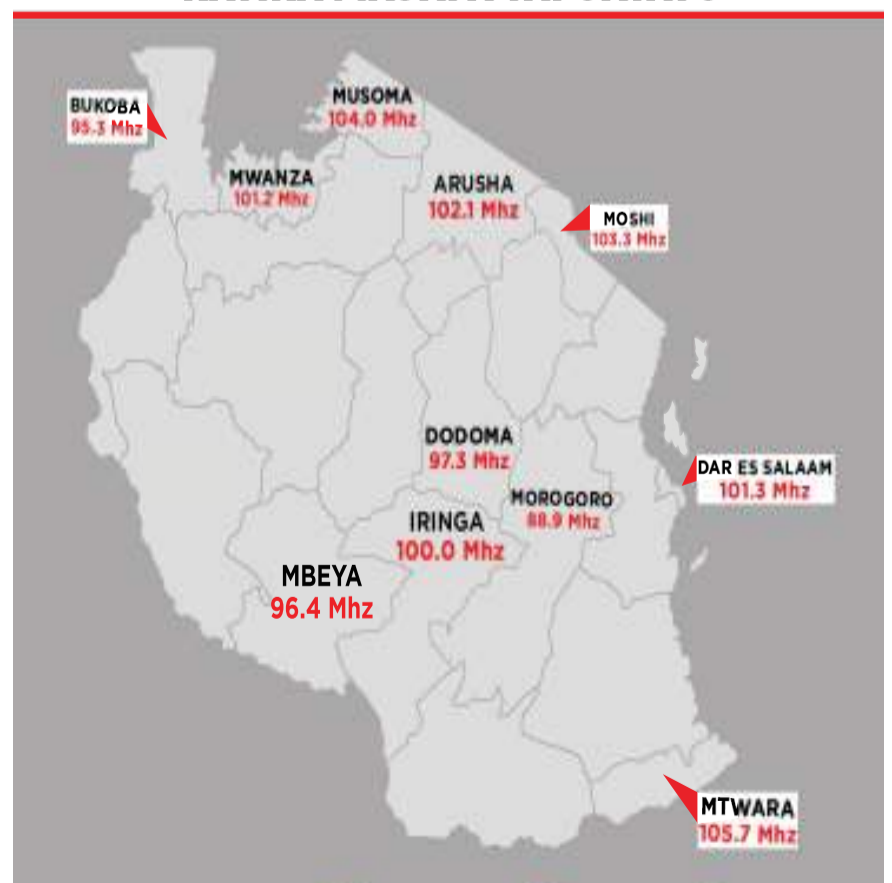 BUKOBA
95.3 Mhz
MUSOMA
104.0 Mhz
MWANZA
101.2 Mhz
ARUSHA
102.1 Mhz
MOSHI
103.3 Mhz
DODOMA
97.3 Mhz
DAR ES SALAAM
101.3 Mhz
MOROGORO
88.9 Mhz
IRINGA
100.0 Mhz
MBEYA
96.4 Mhz
MTWARA
105.7 Mhz